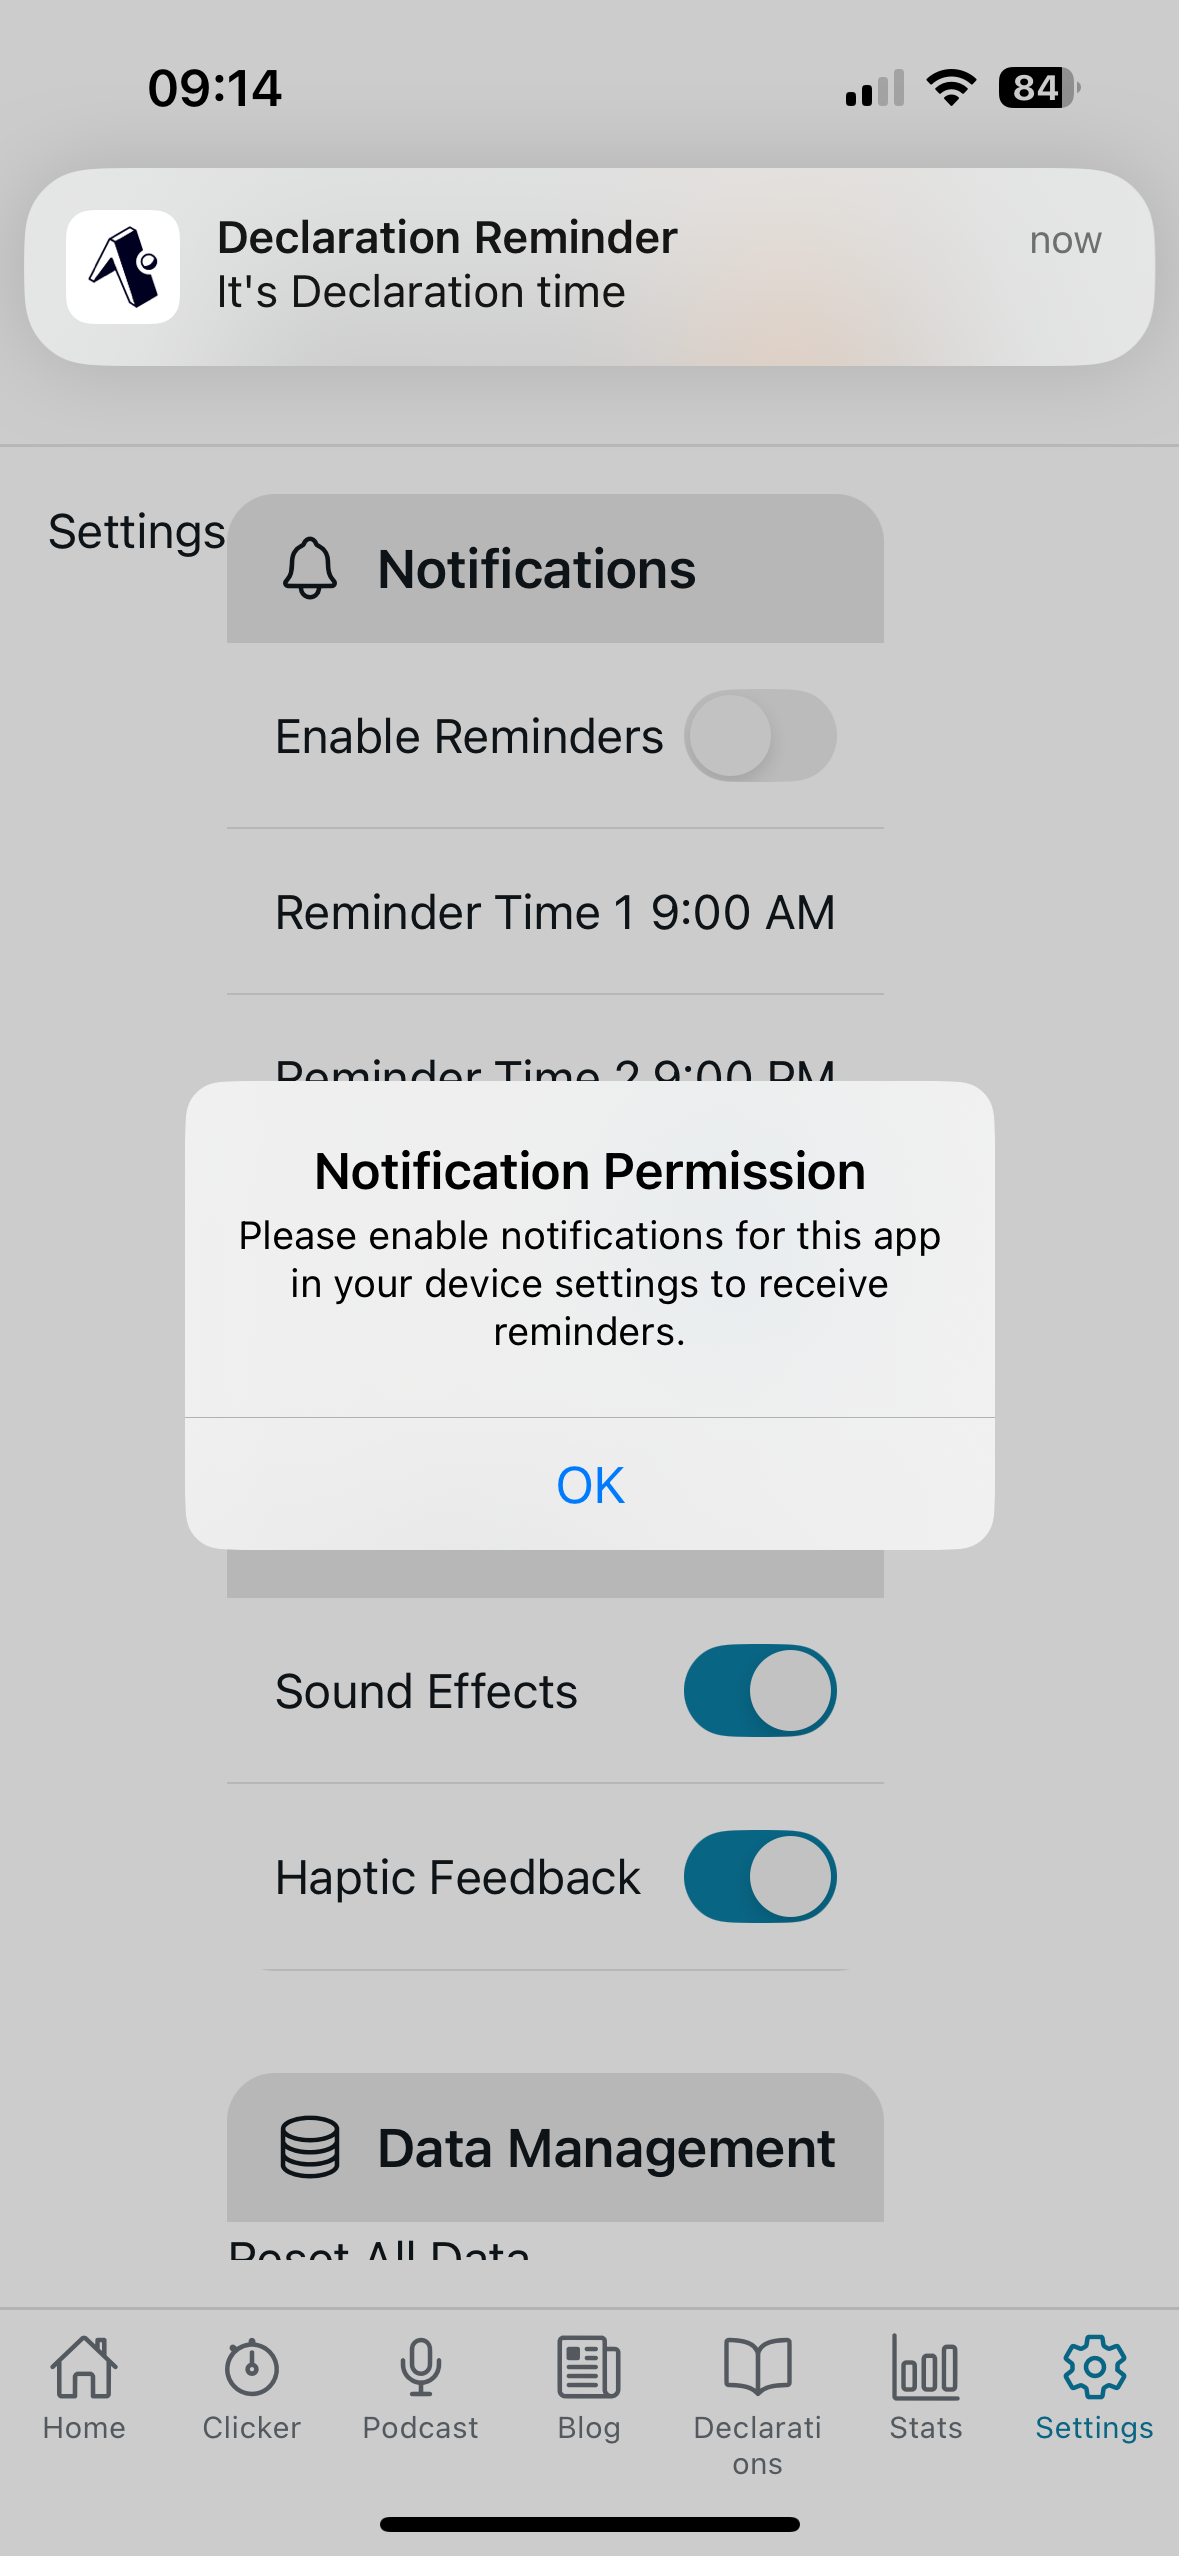 09:14
84
Declaration Reminder
now
It's Declaration time
Settings
Notifications
Enable Reminders
Reminder Time 1 9:00 AM
Reminder Time 2 9:00 PM
Notification Permission
Please enable notifications for this app
in your device settings to receive
reminders.
OK
Sound Effects
Haptic Feedback
Data Management
Reset All Data
Home
Clicker
Podcast
Blog
Declarati
ons
Stats
Settings